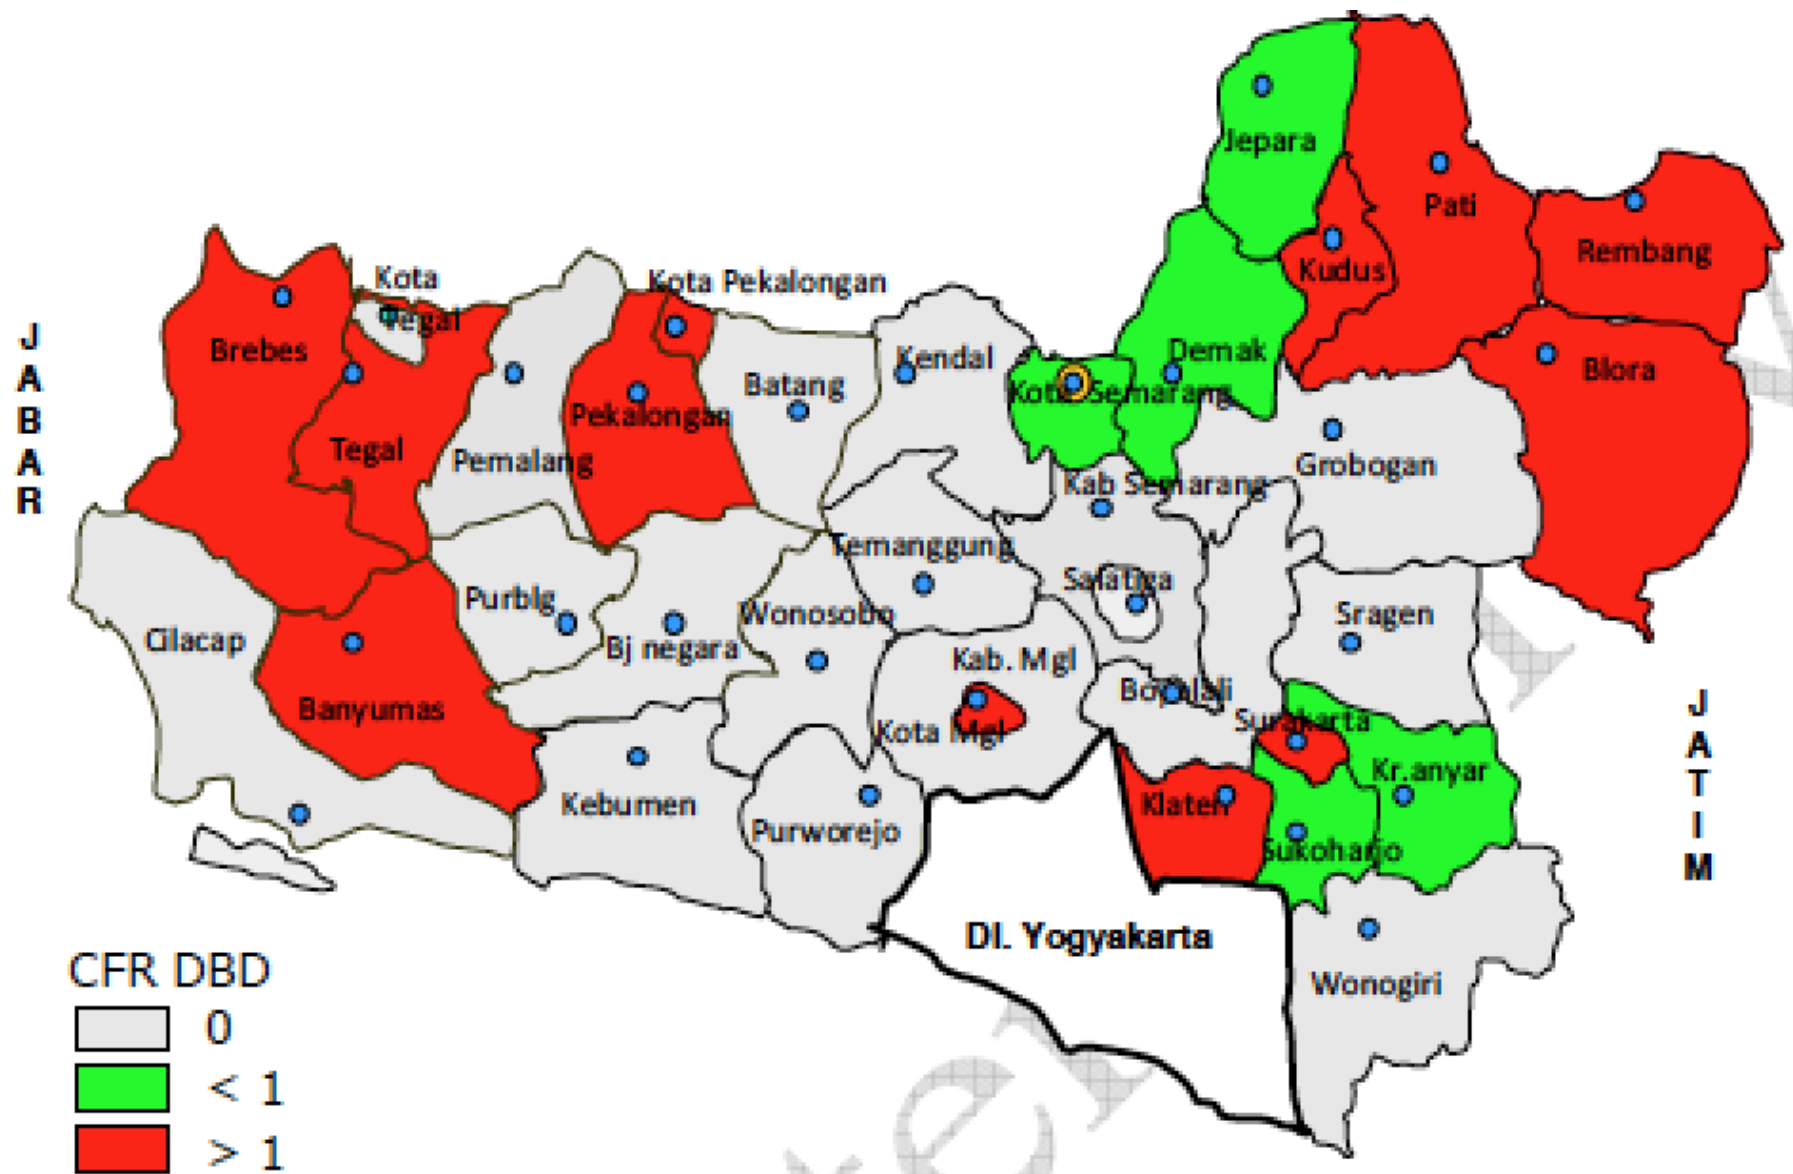 Jepara
Pati
Rembang
Kudus
Kota
Tegal
Kota Pekalongan
Brebes
Kendal
Demak
Blora
Batang
Kota Semarang
Pekalongan
Tegal
Pemalang
Grobogan
Kab Semarang
Temanggung
Salatiga
Purblg
Wonosobo
Sragen
Cilacap
Bj negara
Kab. Mgl
Boyolali
Banyumas
Kota Mgl
Surakarta
Kr.anyar
Kebumen
Klaten
Purworejo
Sukoharjo
DI. Yogyakarta
Wonogiri
J
A
B
A
R
J
A
T
I
M
CFR DBD
0
< 1
> 1